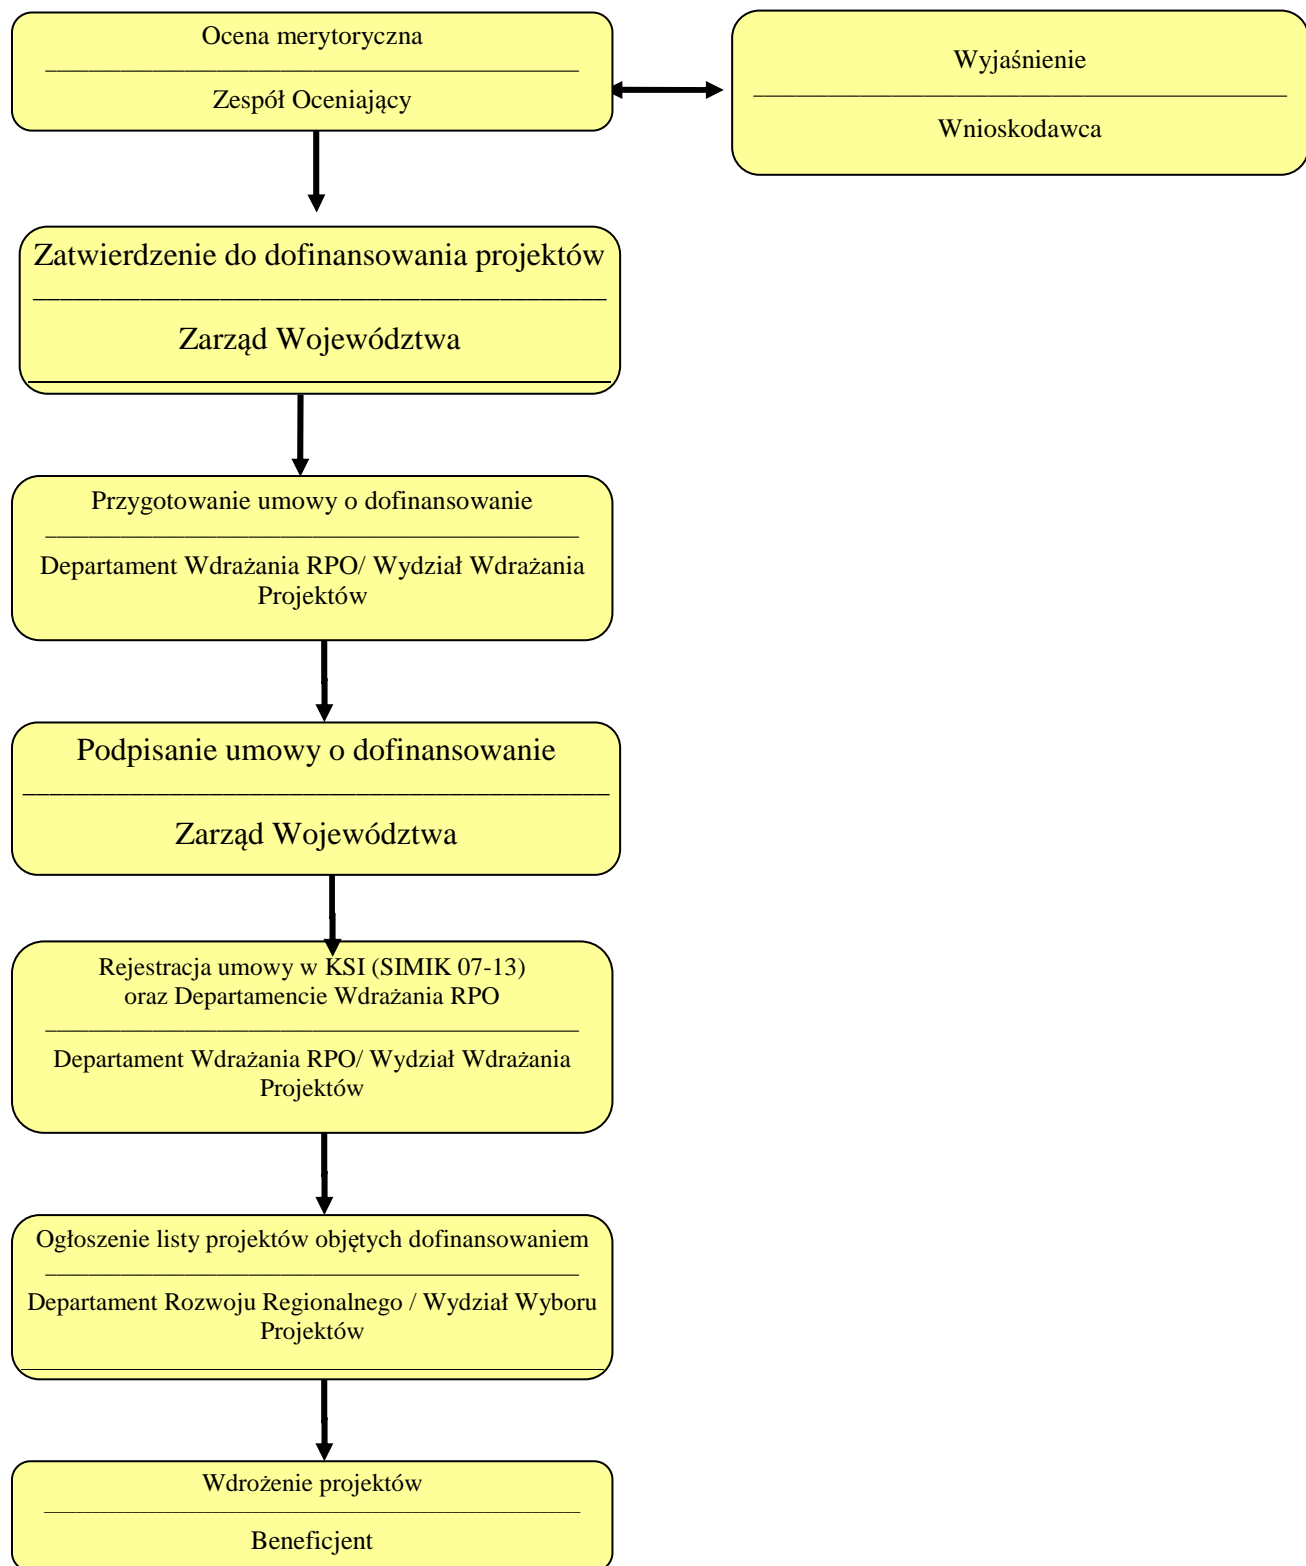 Ocena merytoryczna
Zespół Oceniający
Wyjaśnienie
Wnioskodawca
Zatwierdzenie do dofinansowania projektów
Zarząd Województwa
Przygotowanie umowy o dofinansowanie
Departament Wdrażania RPO/ Wydział Wdrażania
Projektów
Podpisanie umowy o dofinansowanie
Zarząd Województwa
Rejestracja umowy w KSI (SIMIK 07-13)
oraz Departamencie Wdrażania RPO
Departament Wdrażania RPO/ Wydział Wdrażania
Projektów
Ogłoszenie listy projektów objętych dofinansowaniem
Departament Rozwoju Regionalnego / Wydział Wyboru
Projektów
Wdrożenie projektów
Beneficjent